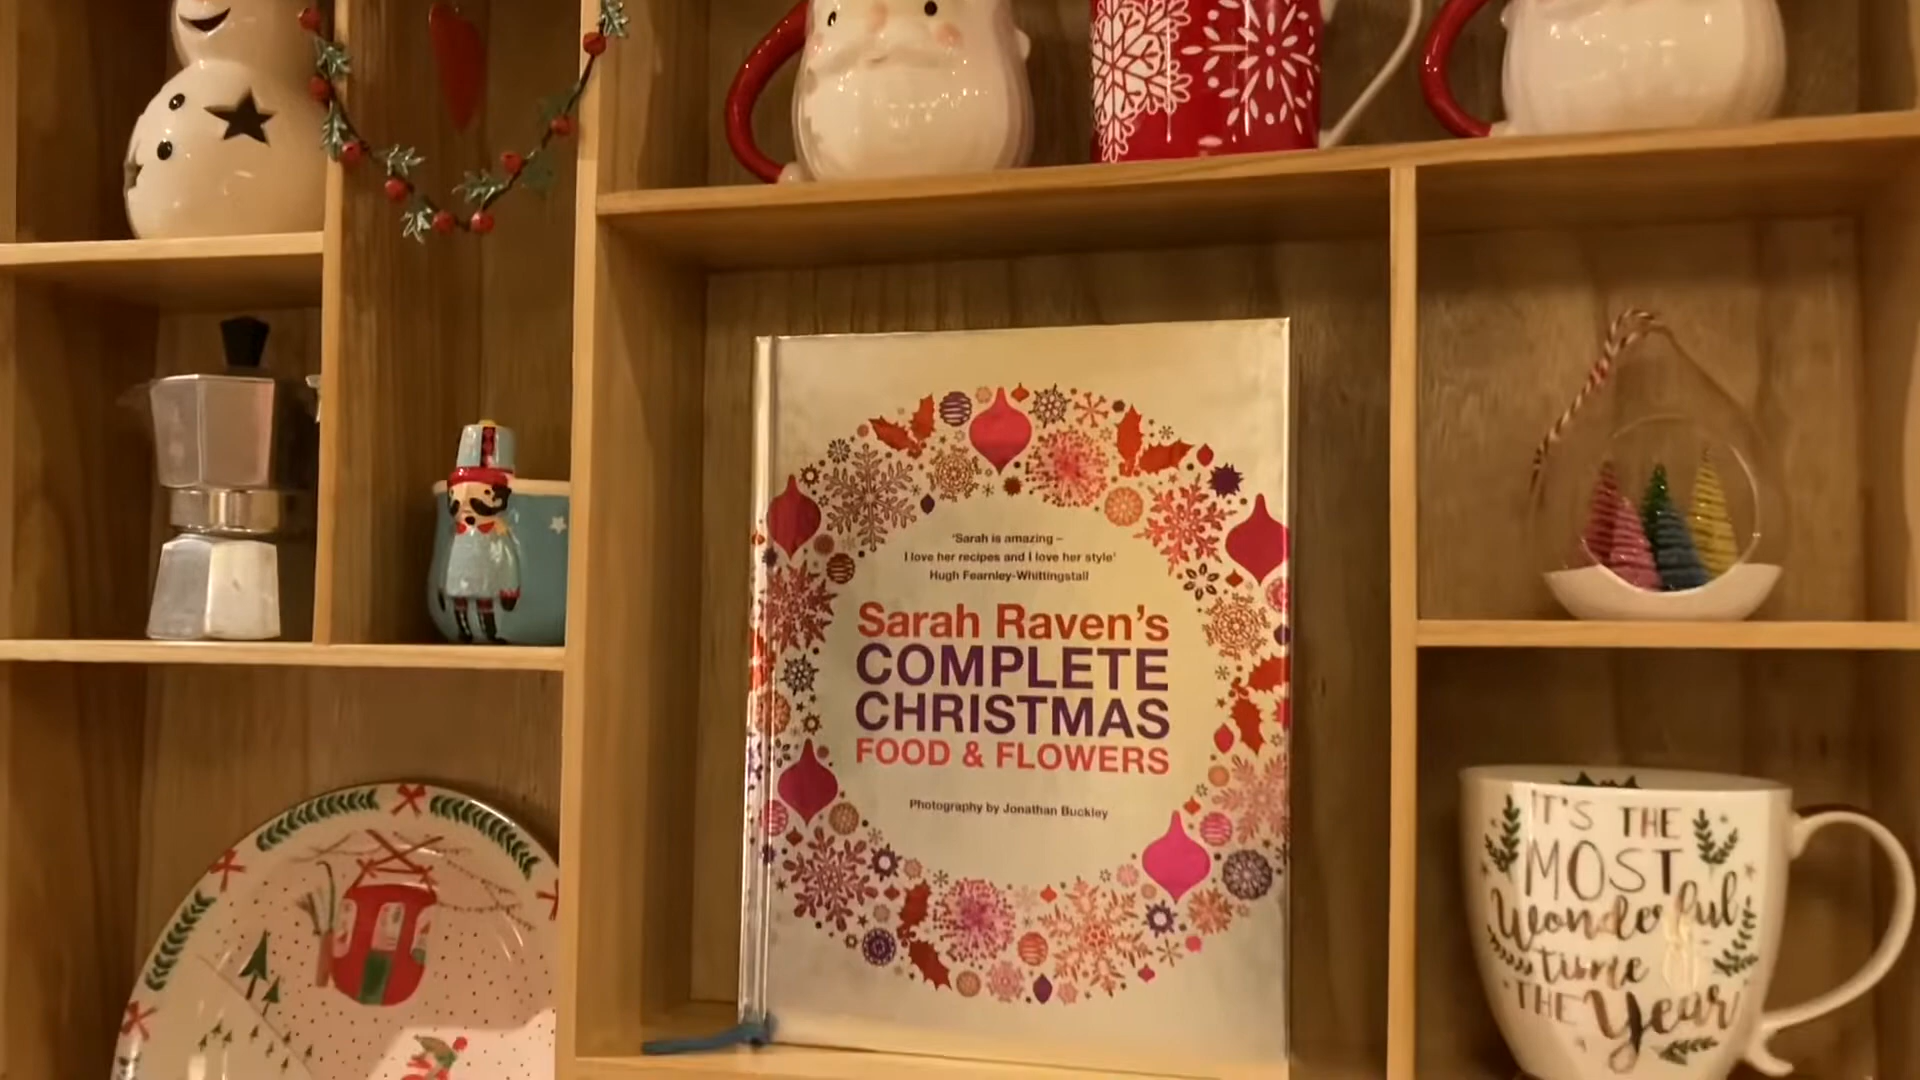 'Sarah is amazing –
I love her recipes and I love her style'
Hugh Fearnley-Whittingstall
Sarah Raven's
COMPLETE
CHRISTMAS
FOOD & FLOWERS
Photography by Jonathan Buckley
IT'S THE
MOST
Wonderful
time of
THE Year